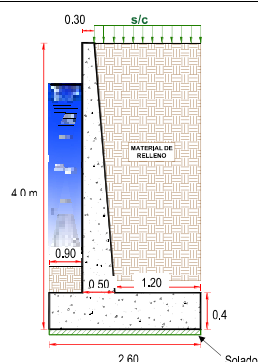 0.30
s/c
MATERIAL DE
RELLENO
4.0 m
0.90
0.50
1.20
0,4
Solado
2.60